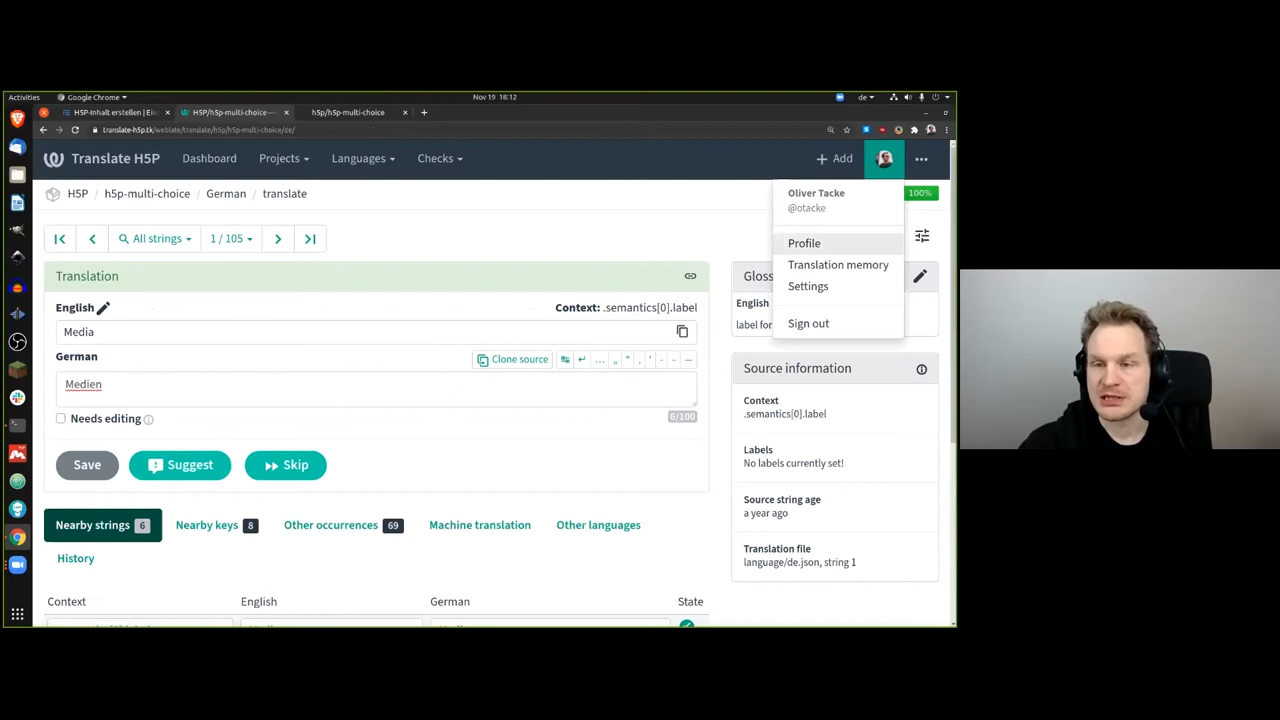 Activities
Google Chrome
Nov 19 18:12
de
H5P-Inhalt erstellen | Ein
H5P/h5p-multi-choice —
h5p/h5p-multi-choice
translate-h5p.tk/weblate/translate/h5p/h5p-multi-choice/de/
Translate H5P
Dashboard
Projects
Languages
Checks
Add
H5P / h5p-multi-choice / German / translate
100%
Oliver Tacke
@otacke
Profile
Translation memory
Settings
Sign out
All strings
1 / 105
Translation
English
Context: .semantics[0].label
Media
German
Clone source
Medien
Needs editing
6/100
Save
Suggest
Skip
Gloss
English
label for
Source information
Context
.semantics[0].label
Labels
No labels currently set!
Source string age
a year ago
Translation file
language/de.json, string 1
Nearby strings 6
Nearby keys 8
Other occurrences 69
Machine translation
Other languages
History
Context
English
German
State